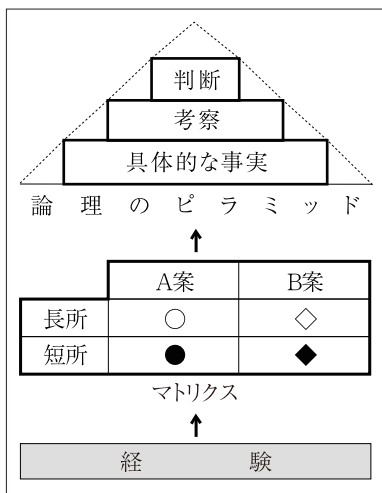 判断
考察
具体的な事実
論理のピラミッド
A案 B案
長所 ○ ◇
短所 ● ◆
マトリクス
経験